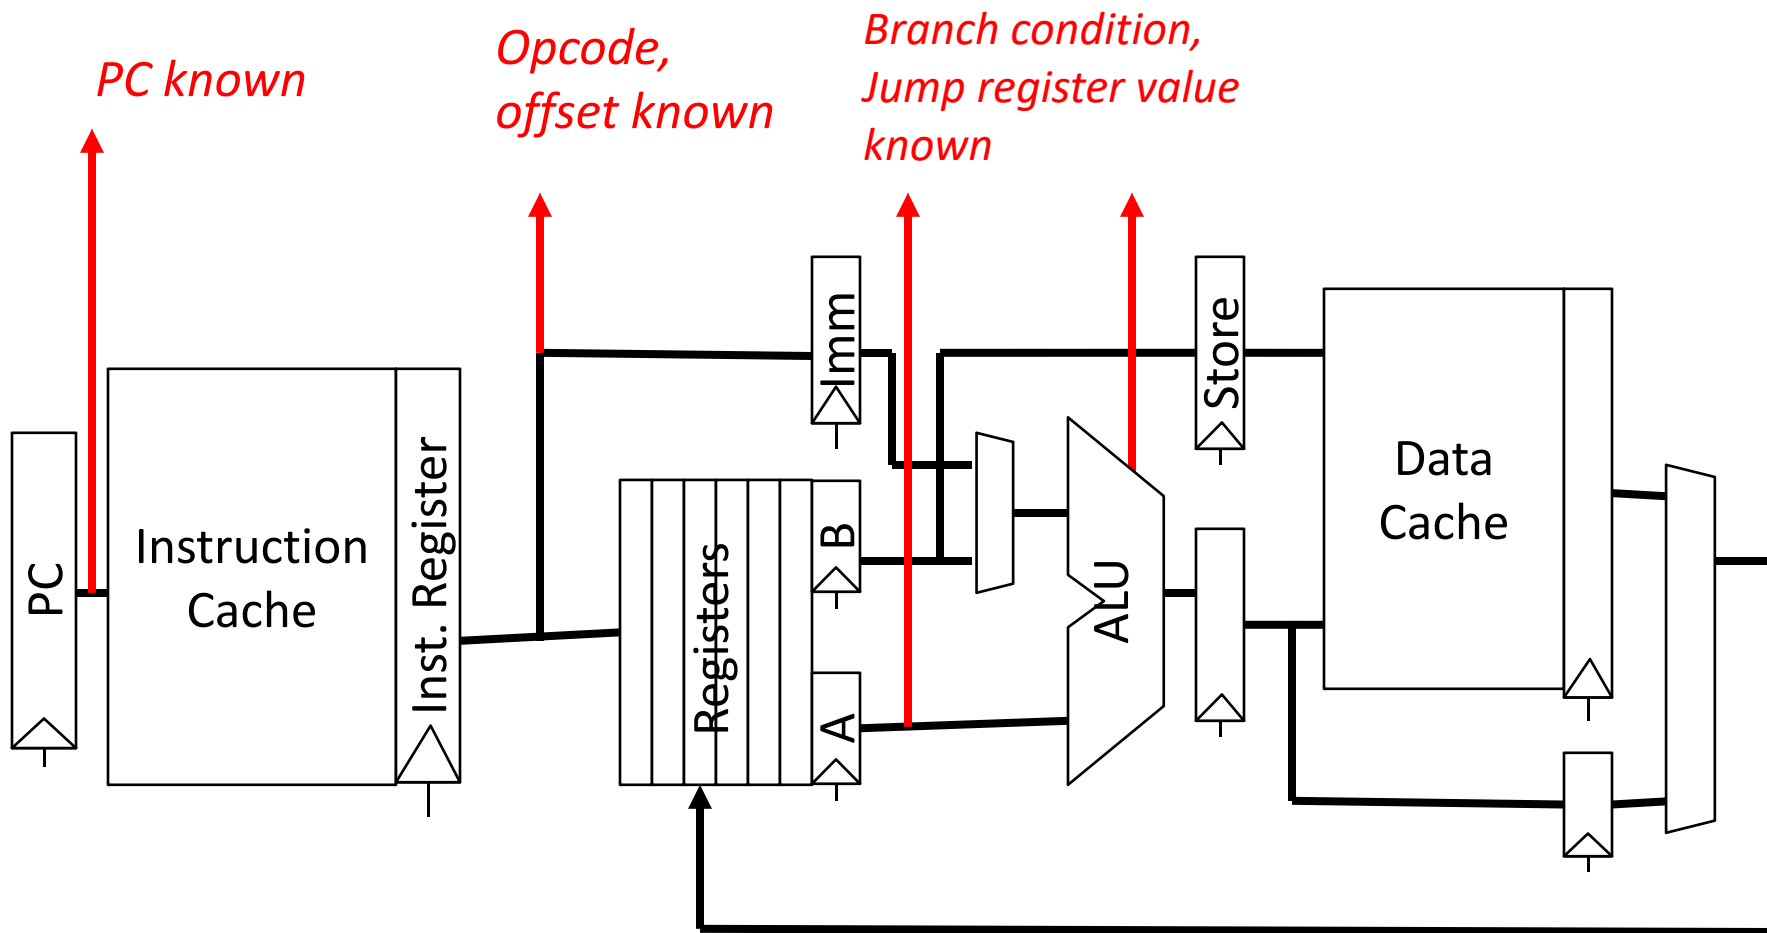 PC known
Opcode,
offset known
Branch condition,
Jump register value
known
PC
Instruction
Cache
Inst. Register
Registers
Imm
B
A
ALU
Store
Data
Cache